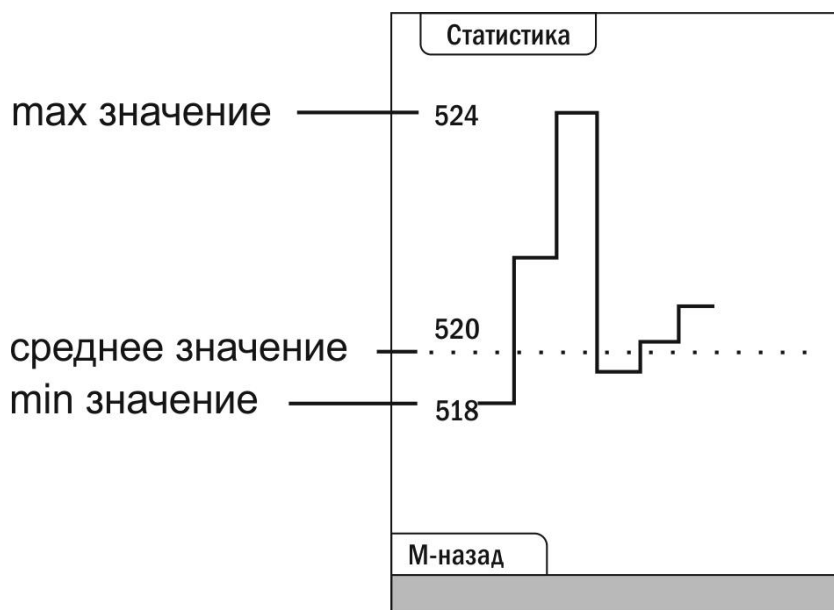 Статистика
max значение
524
520
среднее значение
min значение
518
М-назад